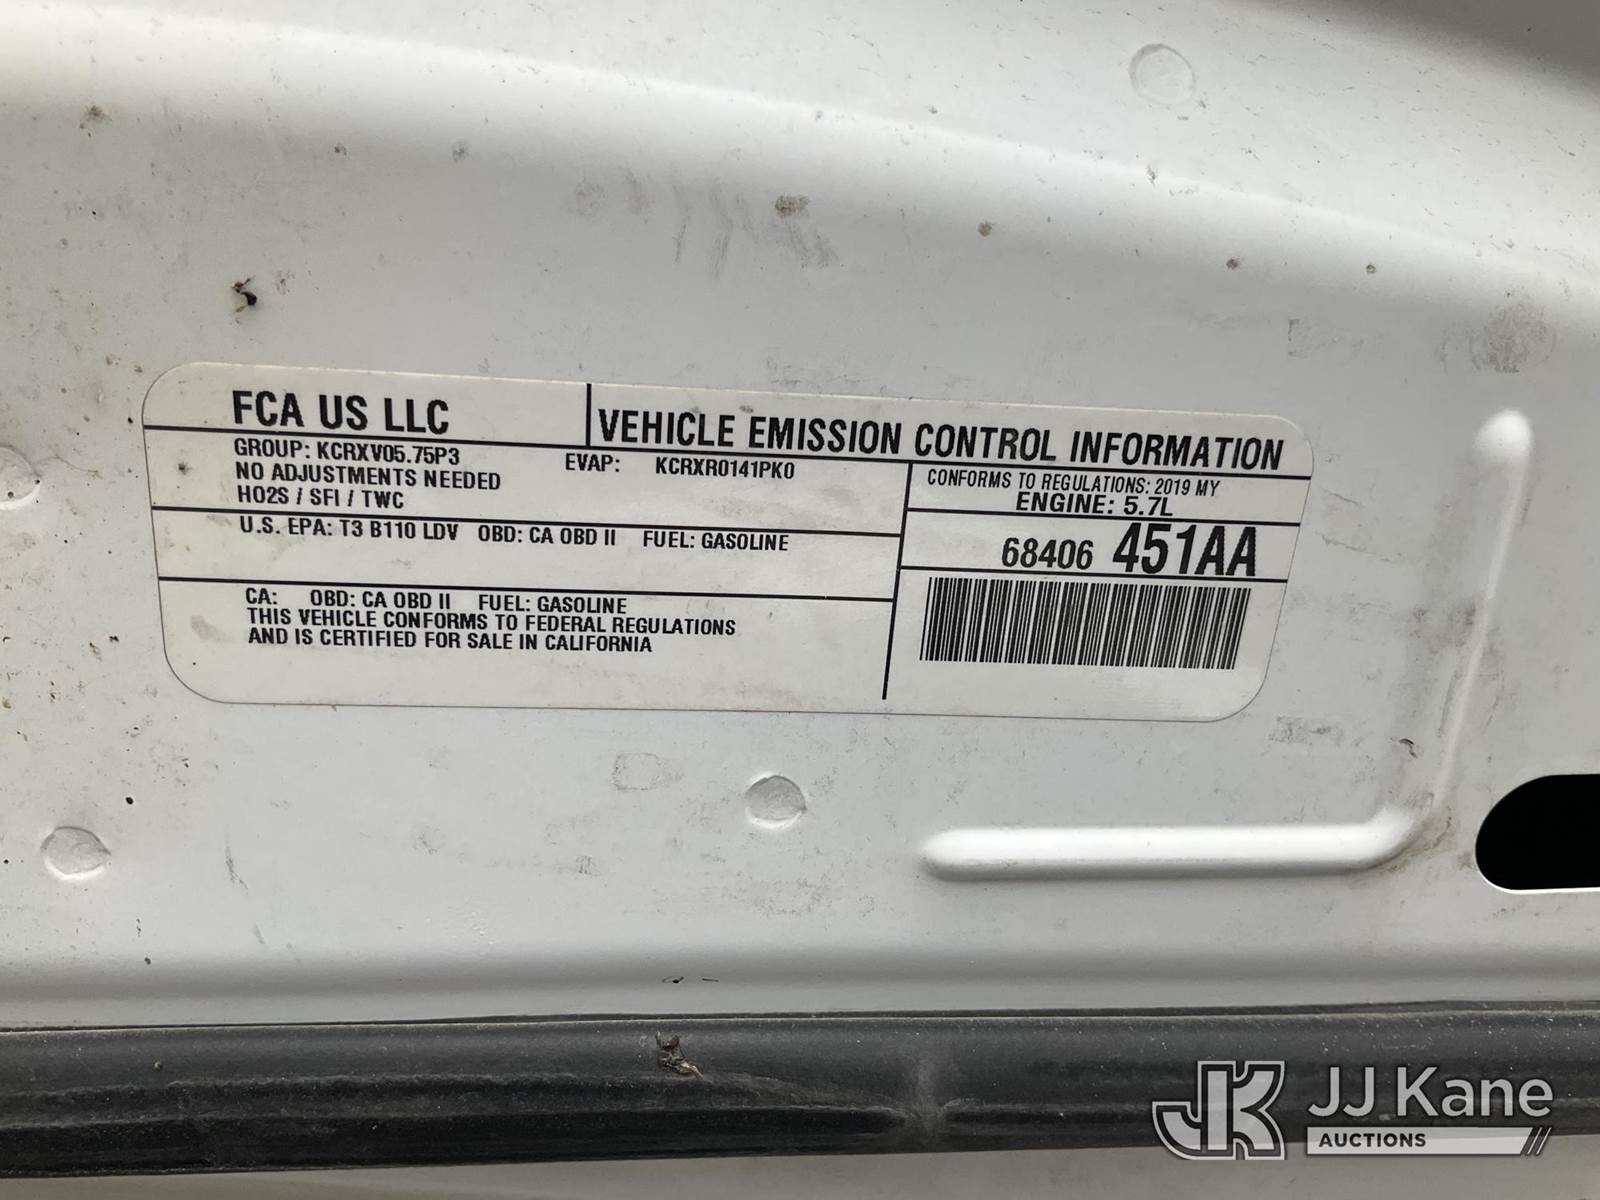 FCA US LLC
VEHICLE EMISSION CONTROL INFORMATION
GROUP: KCRXV05.75P3
EVAP: KCRXR0141PK0
NO ADJUSTMENTS NEEDED
HO2S / SFI / TWC
CONFORMS TO REGULATIONS: 2019 MY
ENGINE: 5.7L
U.S. EPA: T3 B110 LDV OBD: CA OBD II FUEL: GASOLINE
68406 451AA
CA: OBD: CA OBD II FUEL: GASOLINE
THIS VEHICLE CONFORMS TO FEDERAL REGULATIONS
AND IS CERTIFIED FOR SALE IN CALIFORNIA
JK JJ Kane
AUCTIONS